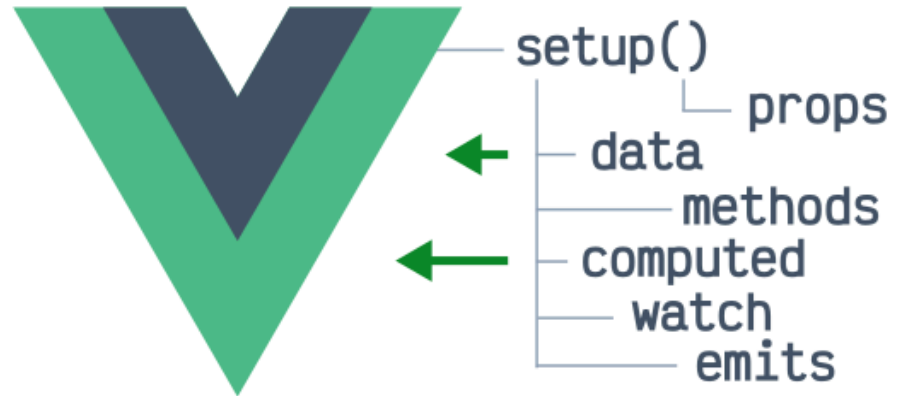 setup()
props
data
methods
computed
watch
emits